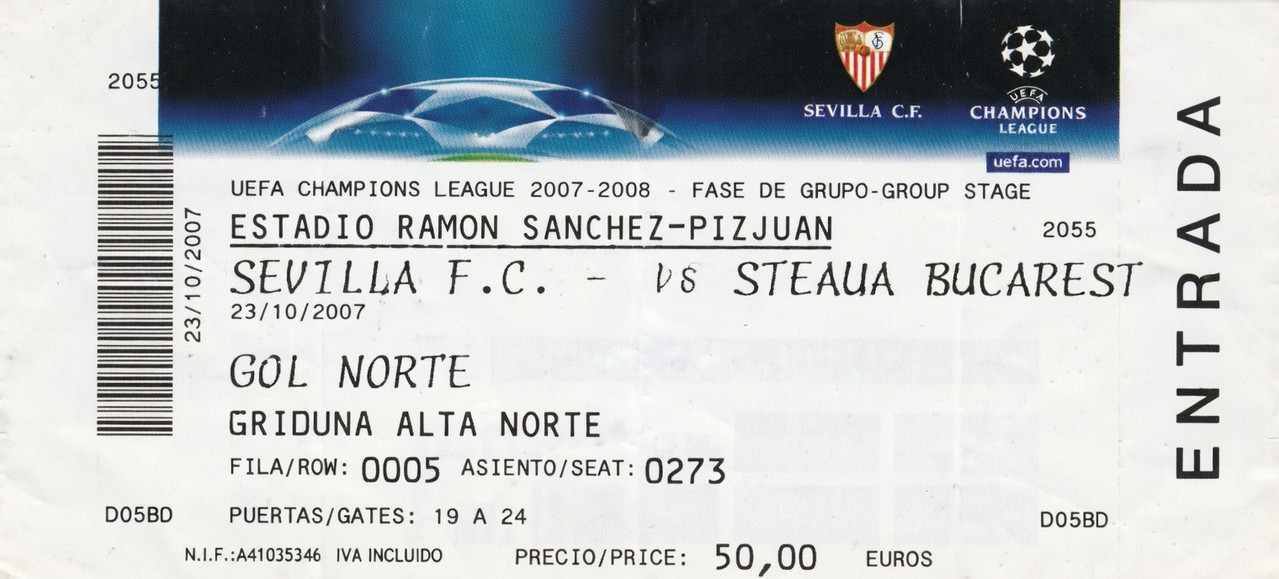 2055
SEVILLA C.F.
UEFA
CHAMPIONS
LEAGUE
uefa.com
UEFA CHAMPIONS LEAGUE 2007-2008 - FASE DE GRUPO-GROUP STAGE
ESTADIO RAMON SANCHEZ-PIZJUAN
2055
SEVILLA F.C. - VS STEAUA BUCAREST
23/10/2007
23/10/2007
GOL NORTE
GRIDUNA ALTA NORTE
FILA/ROW: 0005 ASIENTO/SEAT: 0273
D05BD
PUERTAS/GATES: 19 A 24
D05BD
N.I.F.:A41035346 IVA INCLUIDO
PRECIO/PRICE: 50,00 EUROS
ENTRADA